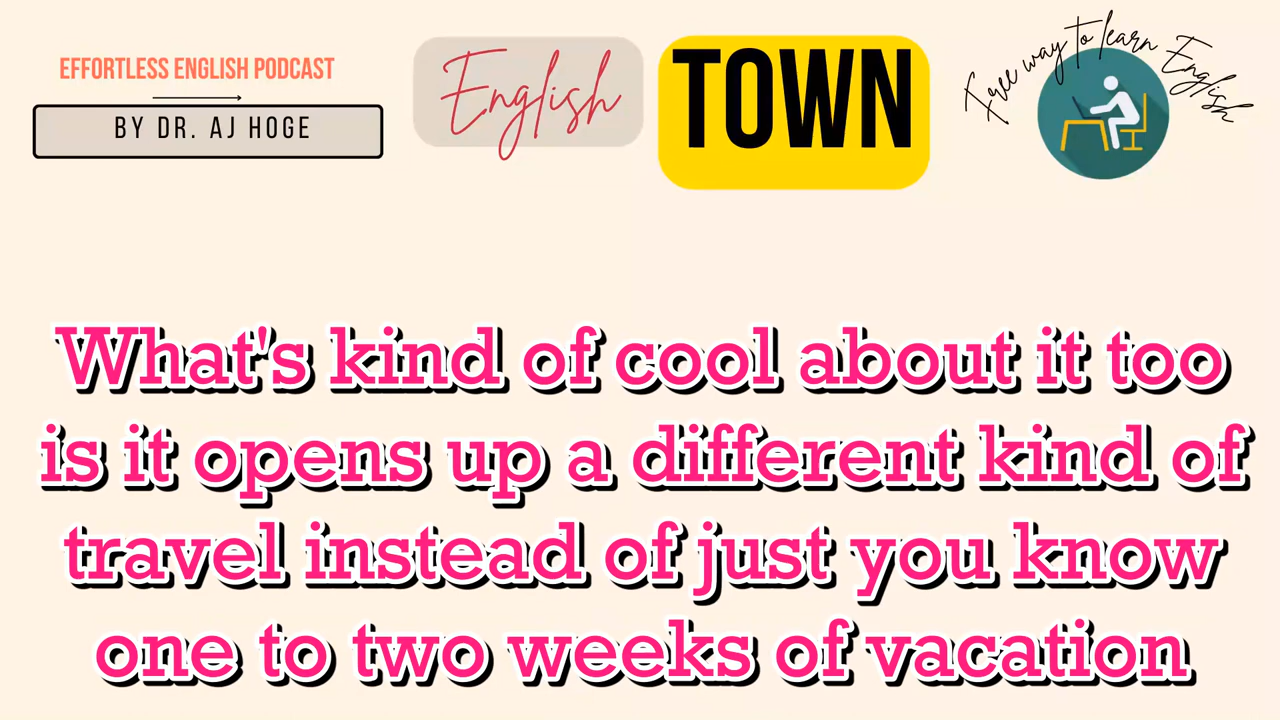 EFFORTLESS ENGLISH PODCAST
BY DR. AJ HOGE
English
TOWN
Free way to learn English
What's kind of cool about it too
is it opens up a different kind of
travel instead of just you know
one to two weeks of vacation